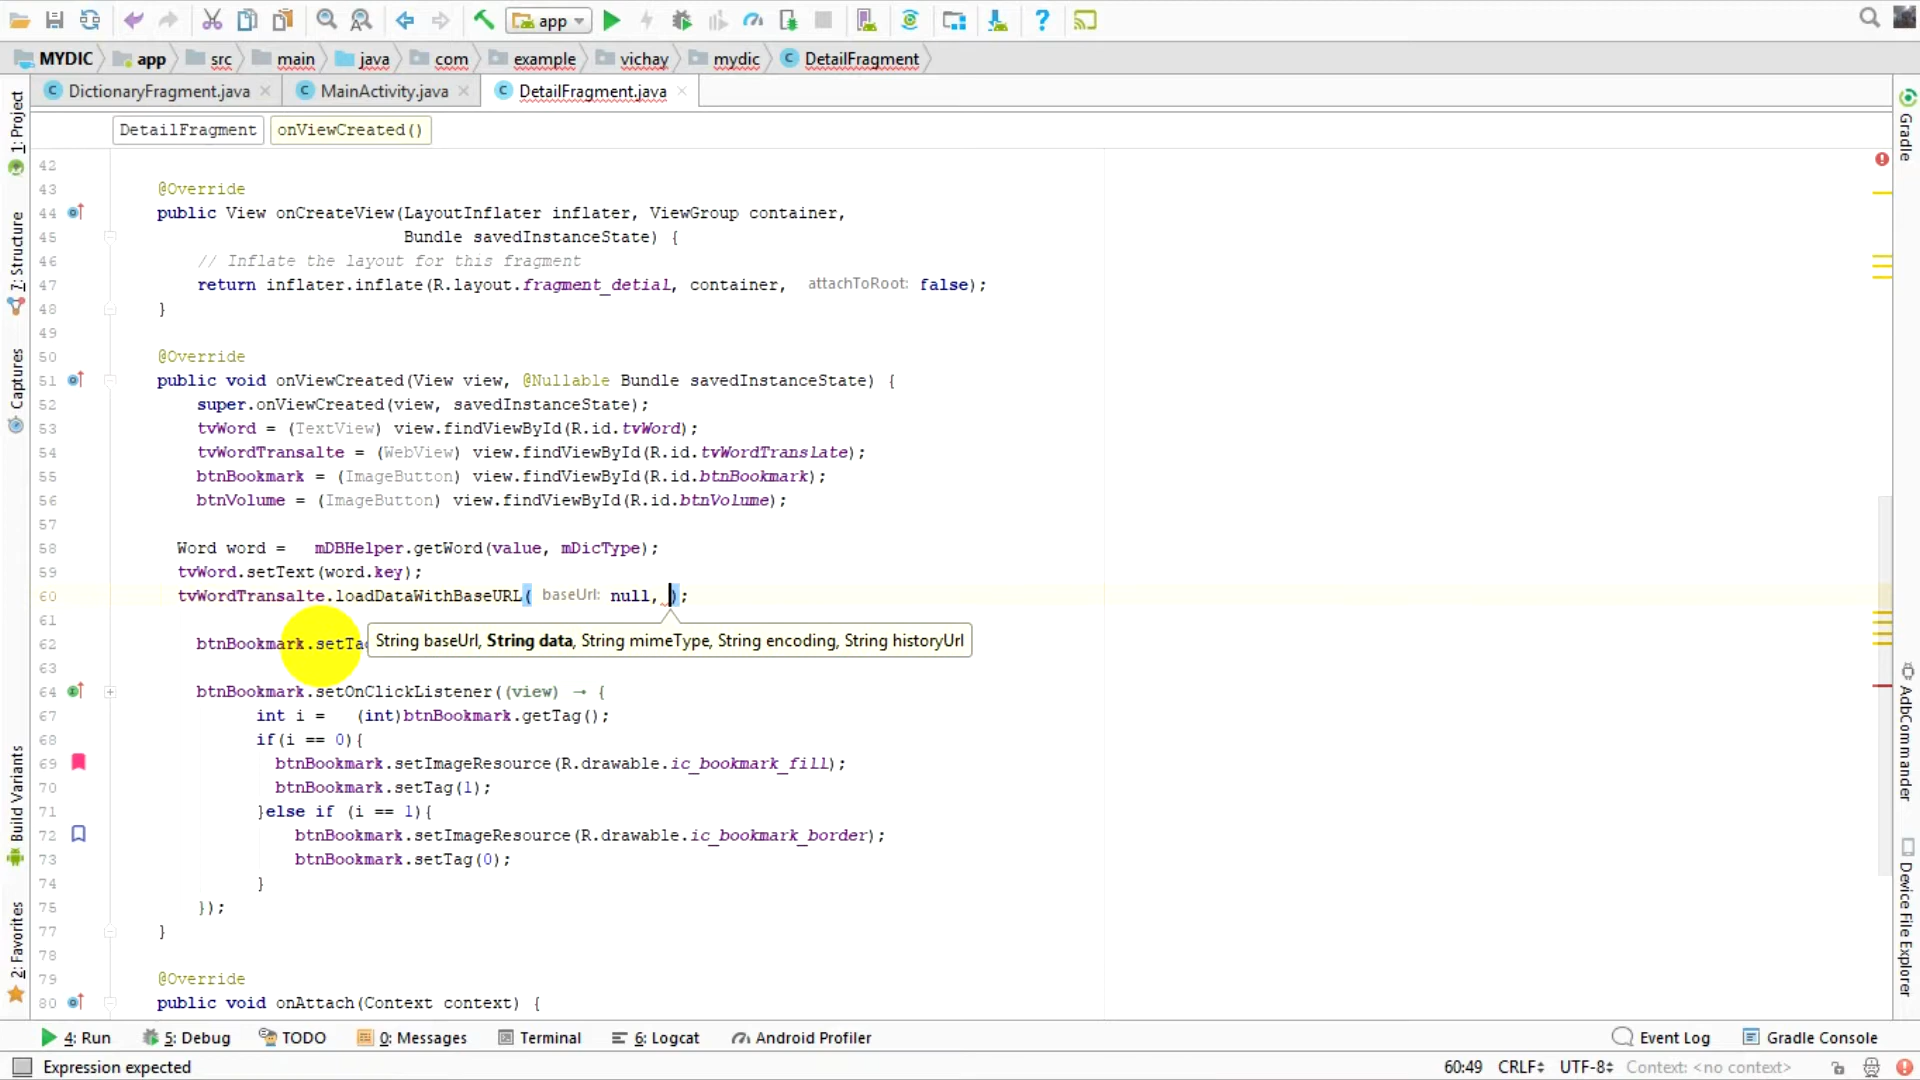 app
MYDIC app src main java com example vichay mydic DetailFragment
DictionaryFragment.java MainActivity.java DetailFragment.java
DetailFragment onViewCreated()
1: Project
7: Structure
Captures
Build Variants
2: Favorites
42
43 @Override
44 public View onCreateView(LayoutInflater inflater, ViewGroup container,
45 Bundle savedInstanceState) {
46 // Inflate the layout for this fragment
47 return inflater.inflate(R.layout.fragment_detial, container, attachToRoot: false);
48 }
49
50 @Override
51 public void onViewCreated(View view, @Nullable Bundle savedInstanceState) {
52 super.onViewCreated(view, savedInstanceState);
53 tvWord = (TextView) view.findViewById(R.id.tvWord);
54 tvWordTransalte = (WebView) view.findViewById(R.id.tvWordTranslate);
55 btnBookmark = (ImageButton) view.findViewById(R.id.btnBookmark);
56 btnVolume = (ImageButton) view.findViewById(R.id.btnVolume);
57
58 Word word = mDBHelper.getWord(value, mDicType);
59 tvWord.setText(word.key);
60 tvWordTransalte.loadDataWithBaseURL( baseUrl: null, );
61
String baseUrl, String data, String mimeType, String encoding, String historyUrl
62 btnBookmark.setTa
63
64 btnBookmark.setOnClickListener((view) → {
67 int i = (int)btnBookmark.getTag();
68 if(i == 0){
69 btnBookmark.setImageResource(R.drawable.ic_bookmark_fill);
70 btnBookmark.setTag(1);
71 }else if (i == 1){
72 btnBookmark.setImageResource(R.drawable.ic_bookmark_border);
73 btnBookmark.setTag(0);
74 }
75 });
77 }
78
79 @Override
80 public void onAttach(Context context) {
Gradle
AdbCommander
Device File Explorer
4: Run 5: Debug TODO 0: Messages Terminal 6: Logcat Android Profiler Event Log Gradle Console
Expression expected 60:49 CRLF UTF-8 Context: <no context>